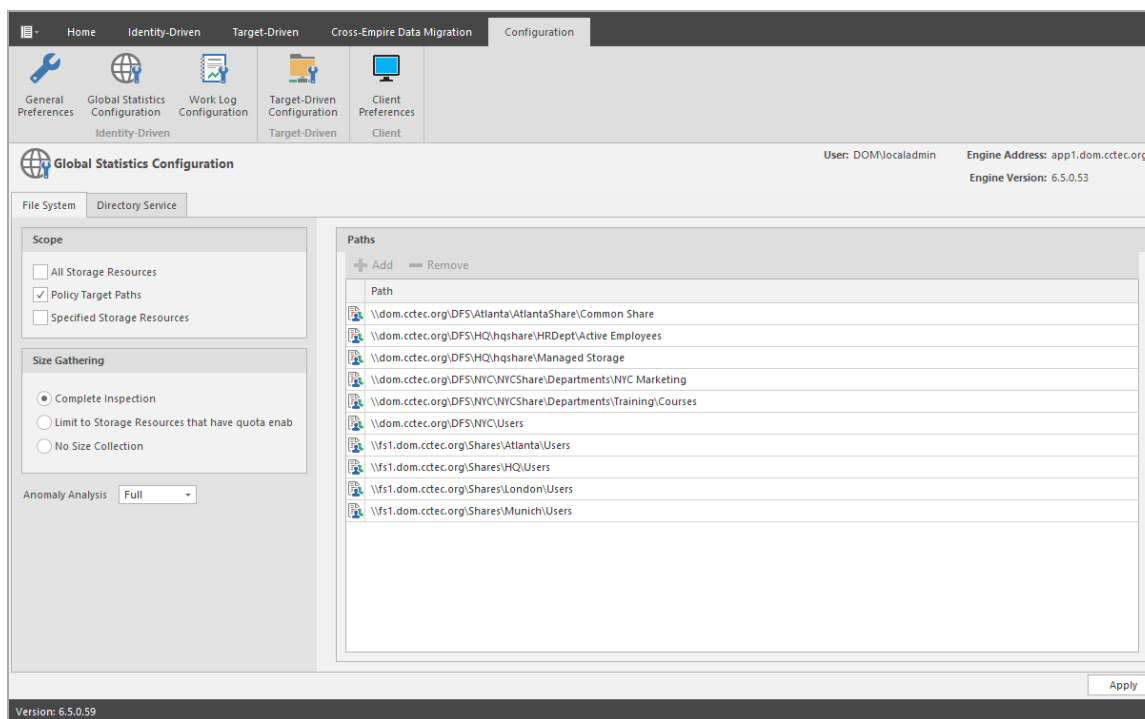 Home Identity-Driven Target-Driven Cross-Empire Data Migration Configuration
General Preferences
Global Statistics Configuration
Work Log Configuration
Target-Driven Configuration
Client Preferences
Identity-Driven Target-Driven Client
Global Statistics Configuration
User: DOM\localadmin Engine Address: app1.dom.cctec.org
Engine Version: 6.5.0.53
File System Directory Service
Scope
All Storage Resources
Policy Target Paths
Specified Storage Resources
Size Gathering
Complete Inspection
Limit to Storage Resources that have quota enab
No Size Collection
Anomaly Analysis Full
Paths
Add Remove
Path
\\dom.cctec.org\DFS\Atlanta\AtlantaShare\Common Share
\\dom.cctec.org\DFS\HQ\hqshare\HRDept\Active Employees
\\dom.cctec.org\DFS\HQ\hqshare\Managed Storage
\\dom.cctec.org\DFS\NYC\NYCShare\Departments\NYC Marketing
\\dom.cctec.org\DFS\NYC\NYCShare\Departments\Training\Courses
\\dom.cctec.org\DFS\NYC\Users
\\fs1.dom.cctec.org\Shares\Atlanta\Users
\\fs1.dom.cctec.org\Shares\HQ\Users
\\fs1.dom.cctec.org\Shares\London\Users
\\fs1.dom.cctec.org\Shares\Munich\Users
Apply
Version: 6.5.0.59